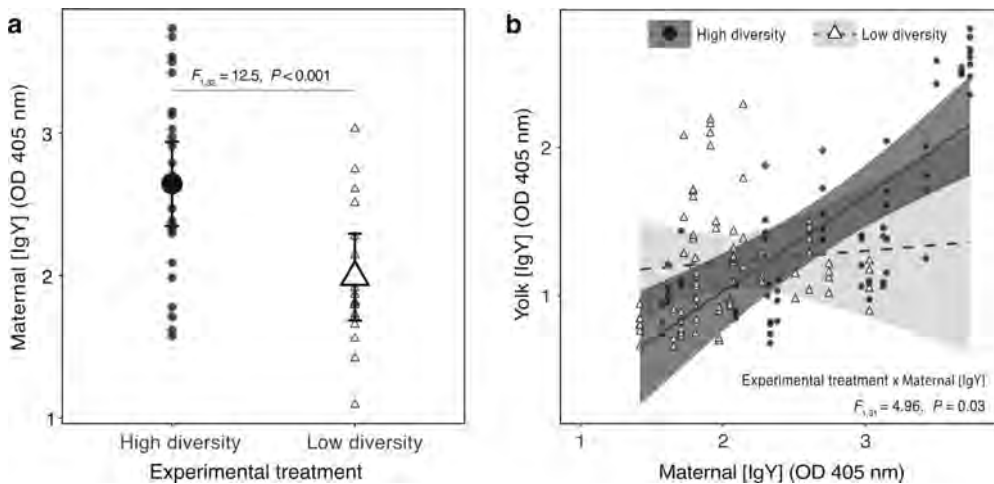 a
Maternal [IgY] (OD 405 nm)
3
2
1
F1,32 = 12.5, P<0.001
High diversity
Low diversity
Experimental treatment
b
Yolk [IgY] (OD 405 nm)
2
1
High diversity
Low diversity
Experimental treatment x Maternal [IgY]
F1,31 = 4.96, P = 0.03
1
2
3
Maternal [IgY] (OD 405 nm)